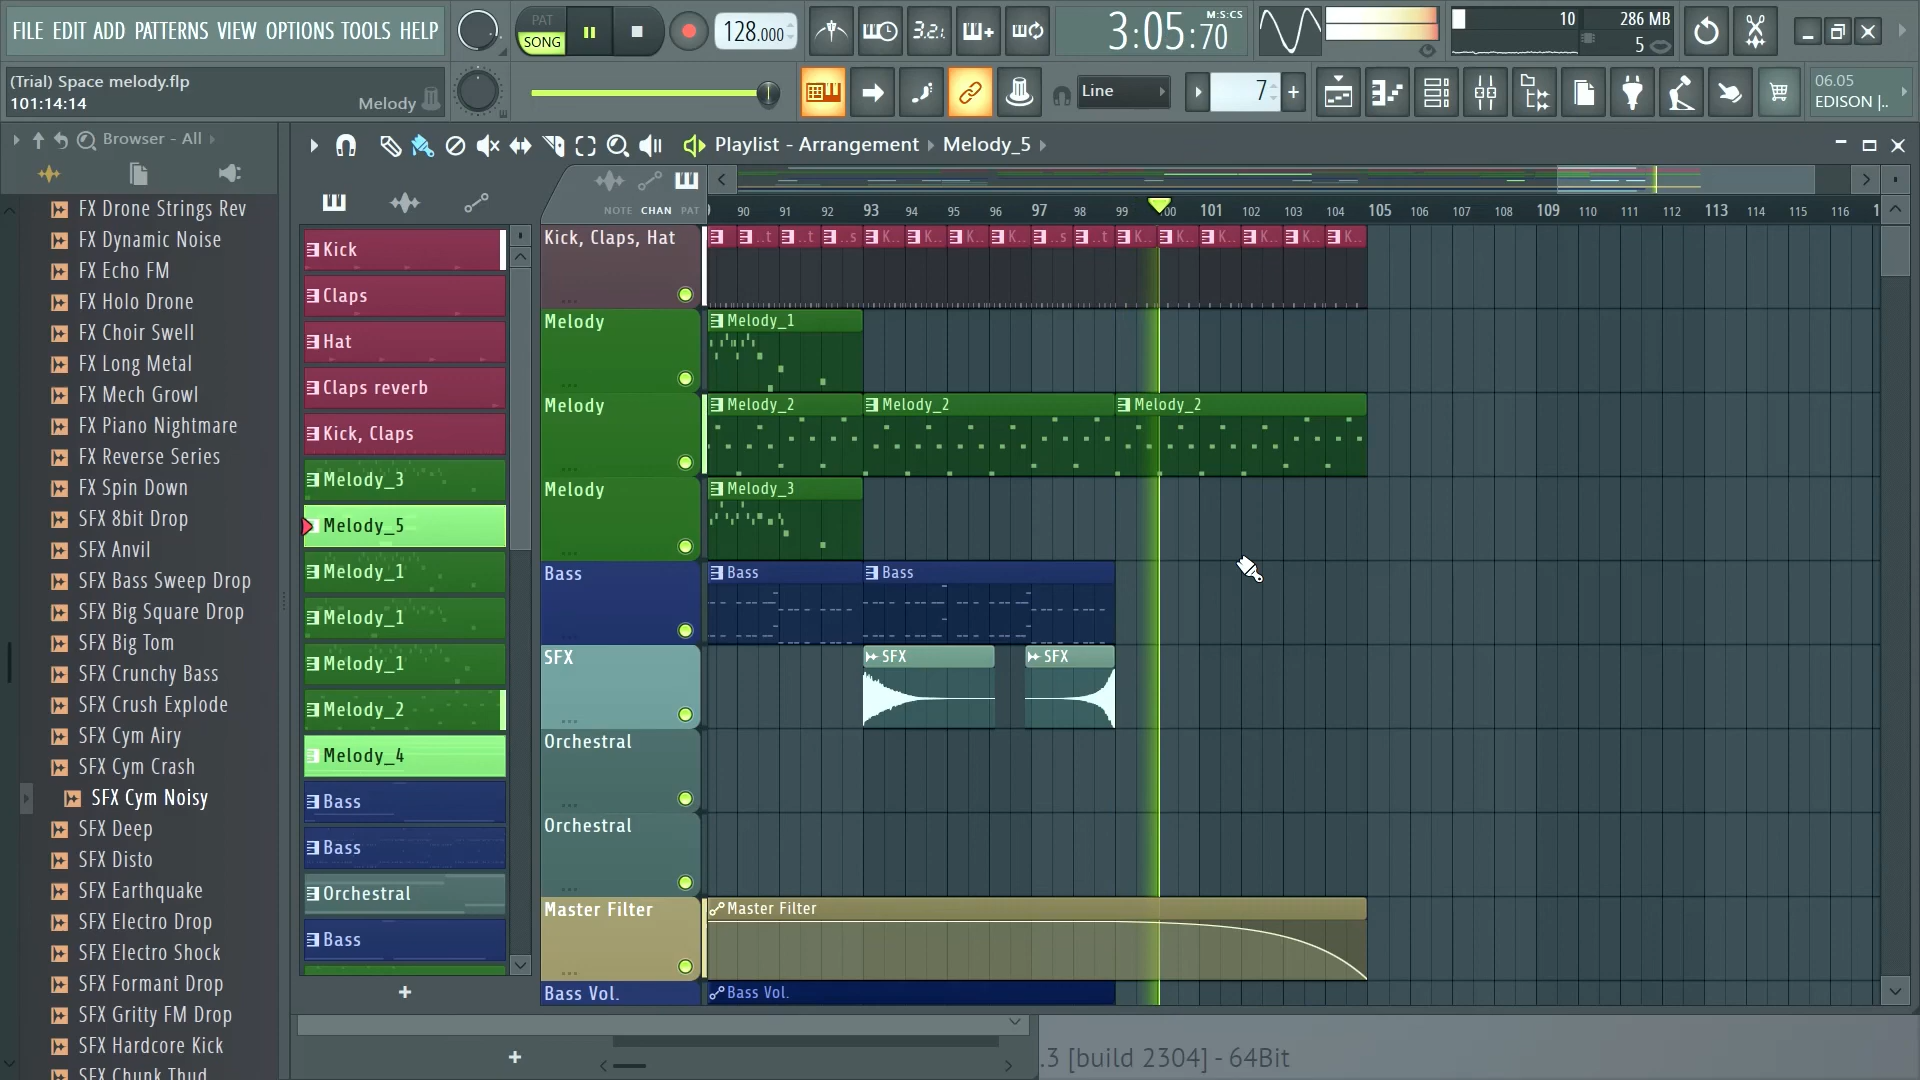 FILE EDIT ADD PATTERNS VIEW OPTIONS TOOLS HELP
PAT
SONG
128.000
3.2.1
3:05:70
M:S:CS
10
286 MB
5
(Trial) Space melody.flp
101:14:14
Melody
Line
7
06.05
EDISON |..
Browser - All
Playlist - Arrangement
Melody_5
NOTE CHAN PAT
90 91 92 93 94 95 96 97 98 99 100 101 102 103 104 105 106 107 108 109 110 111 112 113 114 115 116 1
FX Drone Strings Rev
FX Dynamic Noise
FX Echo FM
FX Holo Drone
FX Choir Swell
FX Long Metal
FX Mech Growl
FX Piano Nightmare
FX Reverse Series
FX Spin Down
SFX 8bit Drop
SFX Anvil
SFX Bass Sweep Drop
SFX Big Square Drop
SFX Big Tom
SFX Crunchy Bass
SFX Crush Explode
SFX Cym Airy
SFX Cym Crash
SFX Cym Noisy
SFX Deep
SFX Disto
SFX Earthquake
SFX Electro Drop
SFX Electro Shock
SFX Formant Drop
SFX Gritty FM Drop
SFX Hardcore Kick
SFX Chunk Thud
Kick
Claps
Hat
Claps reverb
Kick, Claps
Melody_3
Melody_5
Melody_1
Melody_1
Melody_1
Melody_2
Melody_4
Bass
Bass
Orchestral
Bass
Kick, Claps, Hat
..t ..t ..s K.. K.. K.. K.. ..s ..t K.. K.. K.. K.. K.. K..
Melody
Melody_1
Melody
Melody_2 Melody_2 Melody_2
Melody
Melody_3
Bass
Bass Bass
SFX
SFX SFX
Orchestral
Orchestral
Master Filter
Master Filter
Bass Vol.
Bass Vol.
.3 [build 2304] - 64Bit